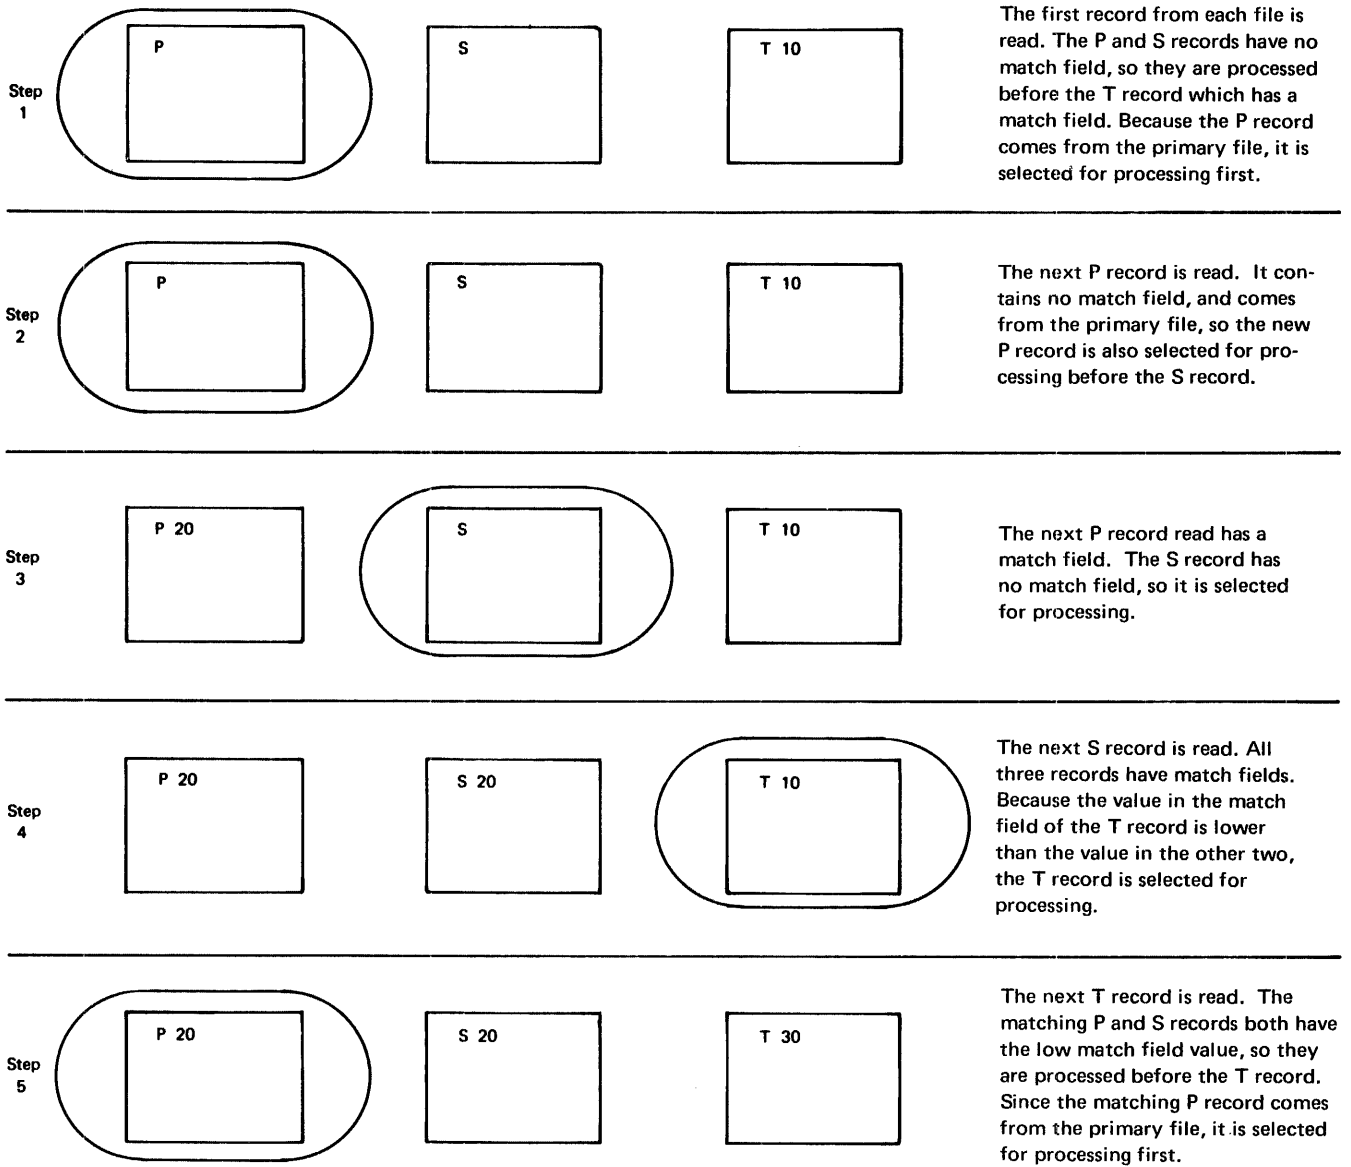 Step
1
P
S
T 10
The first record from each file is
read. The P and S records have no
match field, so they are processed
before the T record which has a
match field. Because the P record
comes from the primary file, it is
selected for processing first.
Step
2
P
S
T 10
The next P record is read. It con-
tains no match field, and comes
from the primary file, so the new
P record is also selected for pro-
cessing before the S record.
Step
3
P 20
S
T 10
The next P record read has a
match field. The S record has
no match field, so it is selected
for processing.
Step
4
P 20
S 20
T 10
The next S record is read. All
three records have match fields.
Because the value in the match
field of the T record is lower
than the value in the other two,
the T record is selected for
processing.
Step
5
P 20
S 20
T 30
The next T record is read. The
matching P and S records both have
the low match field value, so they
are processed before the T record.
Since the matching P record comes
from the primary file, it is selected
for processing first.